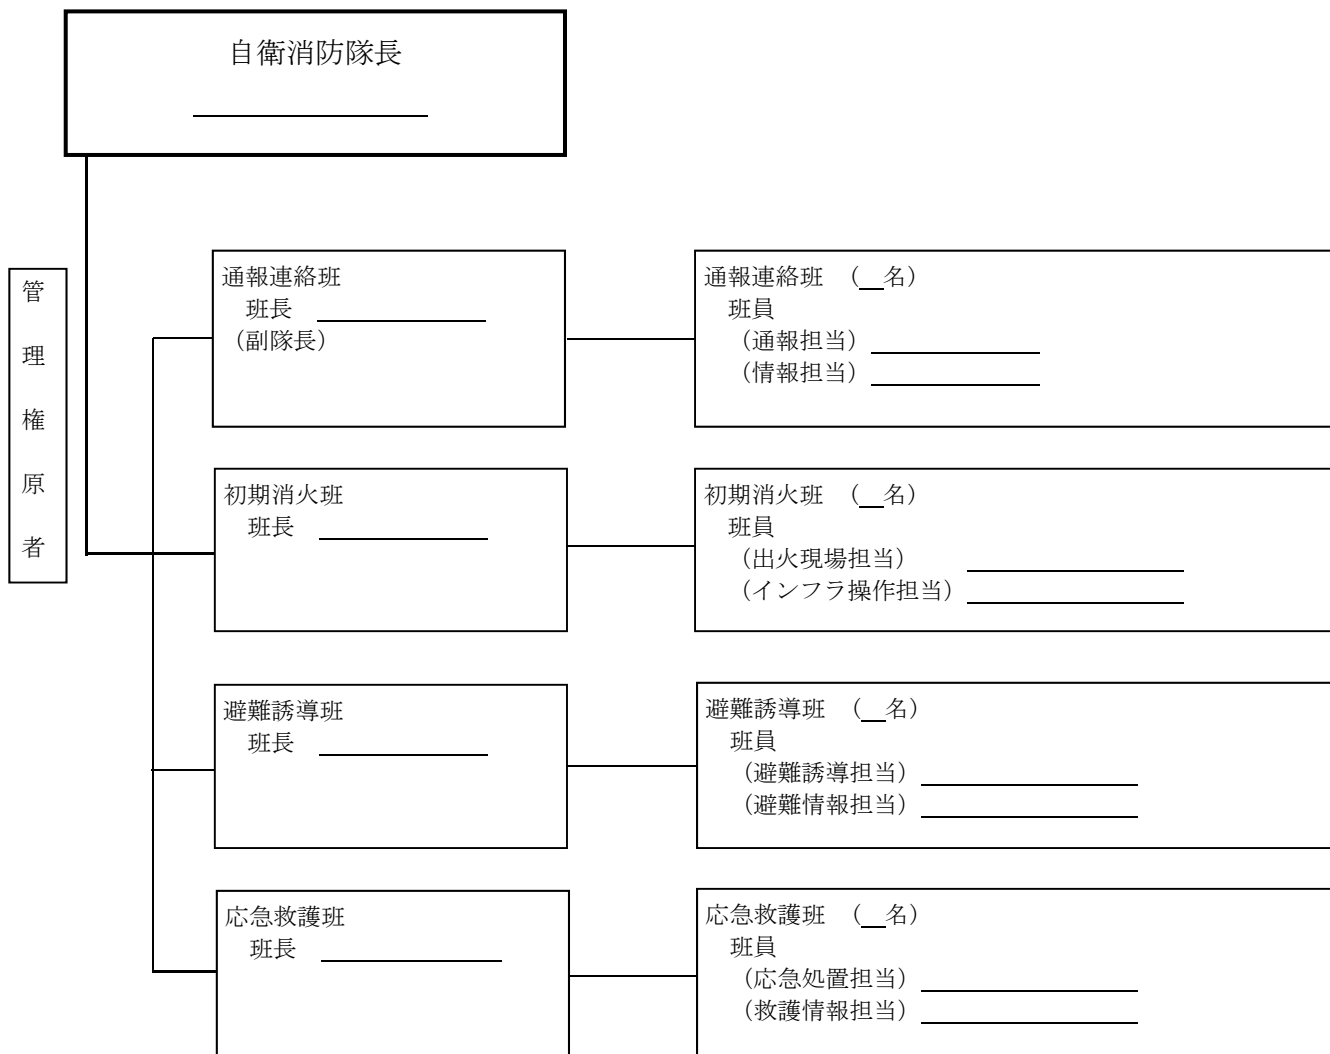 自衛消防隊長
管理権原者
通報連絡班
班長
（副隊長）
通報連絡班　（　名）
班員
（通報担当）
（情報担当）
初期消火班
班長
初期消火班　（　名）
班員
（出火現場担当）
（インフラ操作担当）
避難誘導班
班長
避難誘導班　（　名）
班員
（避難誘導担当）
（避難情報担当）
応急救護班
班長
応急救護班　（　名）
班員
（応急処置担当）
（救護情報担当）